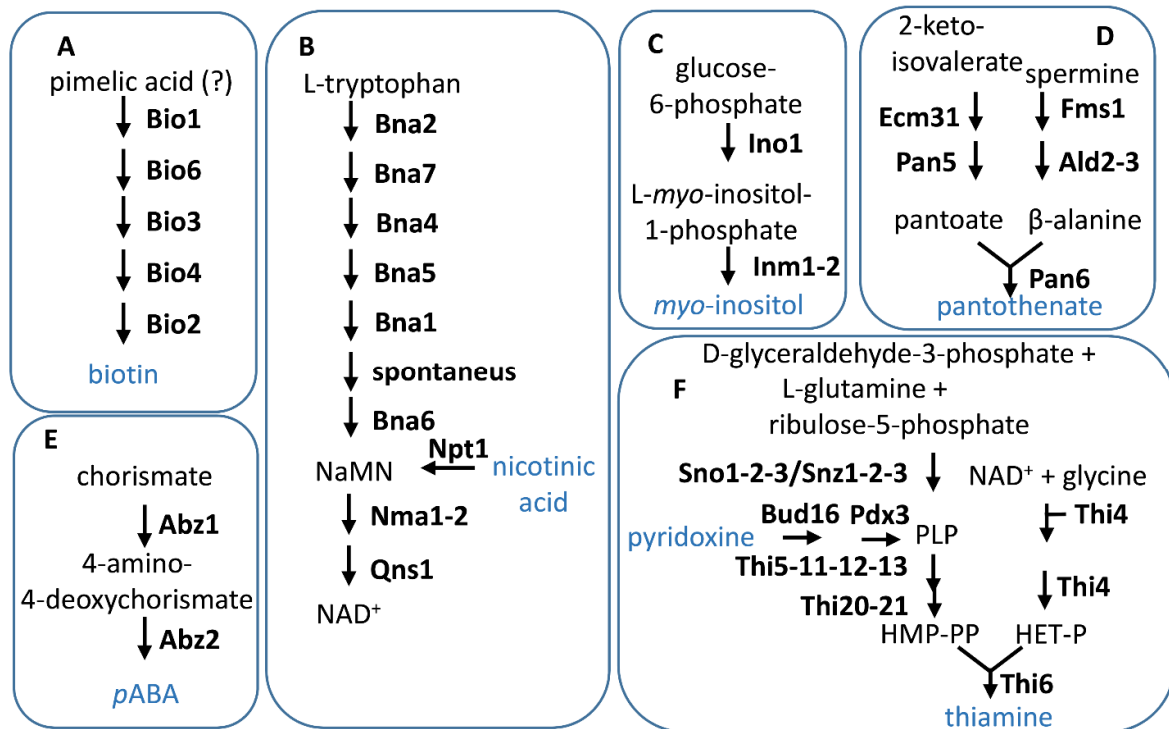 A
pimelic acid (?)
Bio1
Bio6
Bio3
Bio4
Bio2
biotin
B
L-tryptophan
Bna2
Bna7
Bna4
Bna5
Bna1
spontaneus
Bna6
Npt1
NaMN
nicotinic
acid
Nma1-2
Qns1
NAD⁺
C
glucose-
6-phosphate
Ino1
L-myo-inositol-
1-phosphate
Inm1-2
myo-inositol
D
2-keto-
isovalerate
spermine
Ecm31
Fms1
Pan5
Ald2-3
pantoate
β-alanine
Pan6
pantothenate
E
chorismate
Abz1
4-amino-
4-deoxychorismate
Abz2
pABA
F
D-glyceraldehyde-3-phosphate +
L-glutamine +
ribulose-5-phosphate
Sno1-2-3/Snz1-2-3
NAD⁺ + glycine
Bud16
Pdx3
Thi4
pyridoxine
PLP
Thi5-11-12-13
Thi20-21
Thi4
HMP-PP
HET-P
Thi6
thiamine